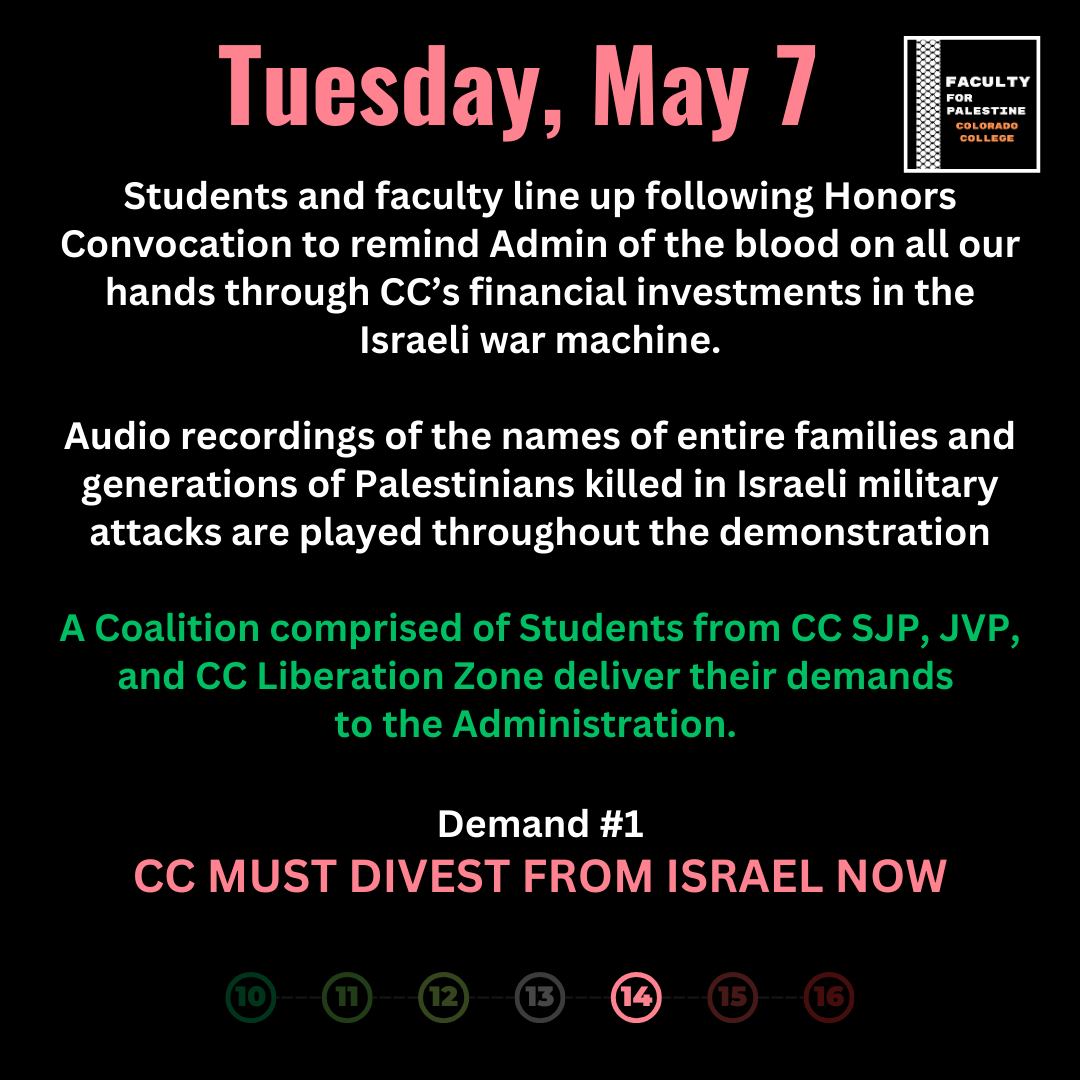 Tuesday, May 7
FACULTY
FOR
PALESTINE
COLORADO
COLLEGE
Students and faculty line up following Honors
Convocation to remind Admin of the blood on all our
hands through CC’s financial investments in the
Israeli war machine.
Audio recordings of the names of entire families and
generations of Palestinians killed in Israeli military
attacks are played throughout the demonstration
A Coalition comprised of Students from CC SJP, JVP,
and CC Liberation Zone deliver their demands
to the Administration.
Demand #1
CC MUST DIVEST FROM ISRAEL NOW
10 11 12 13 14 15 16